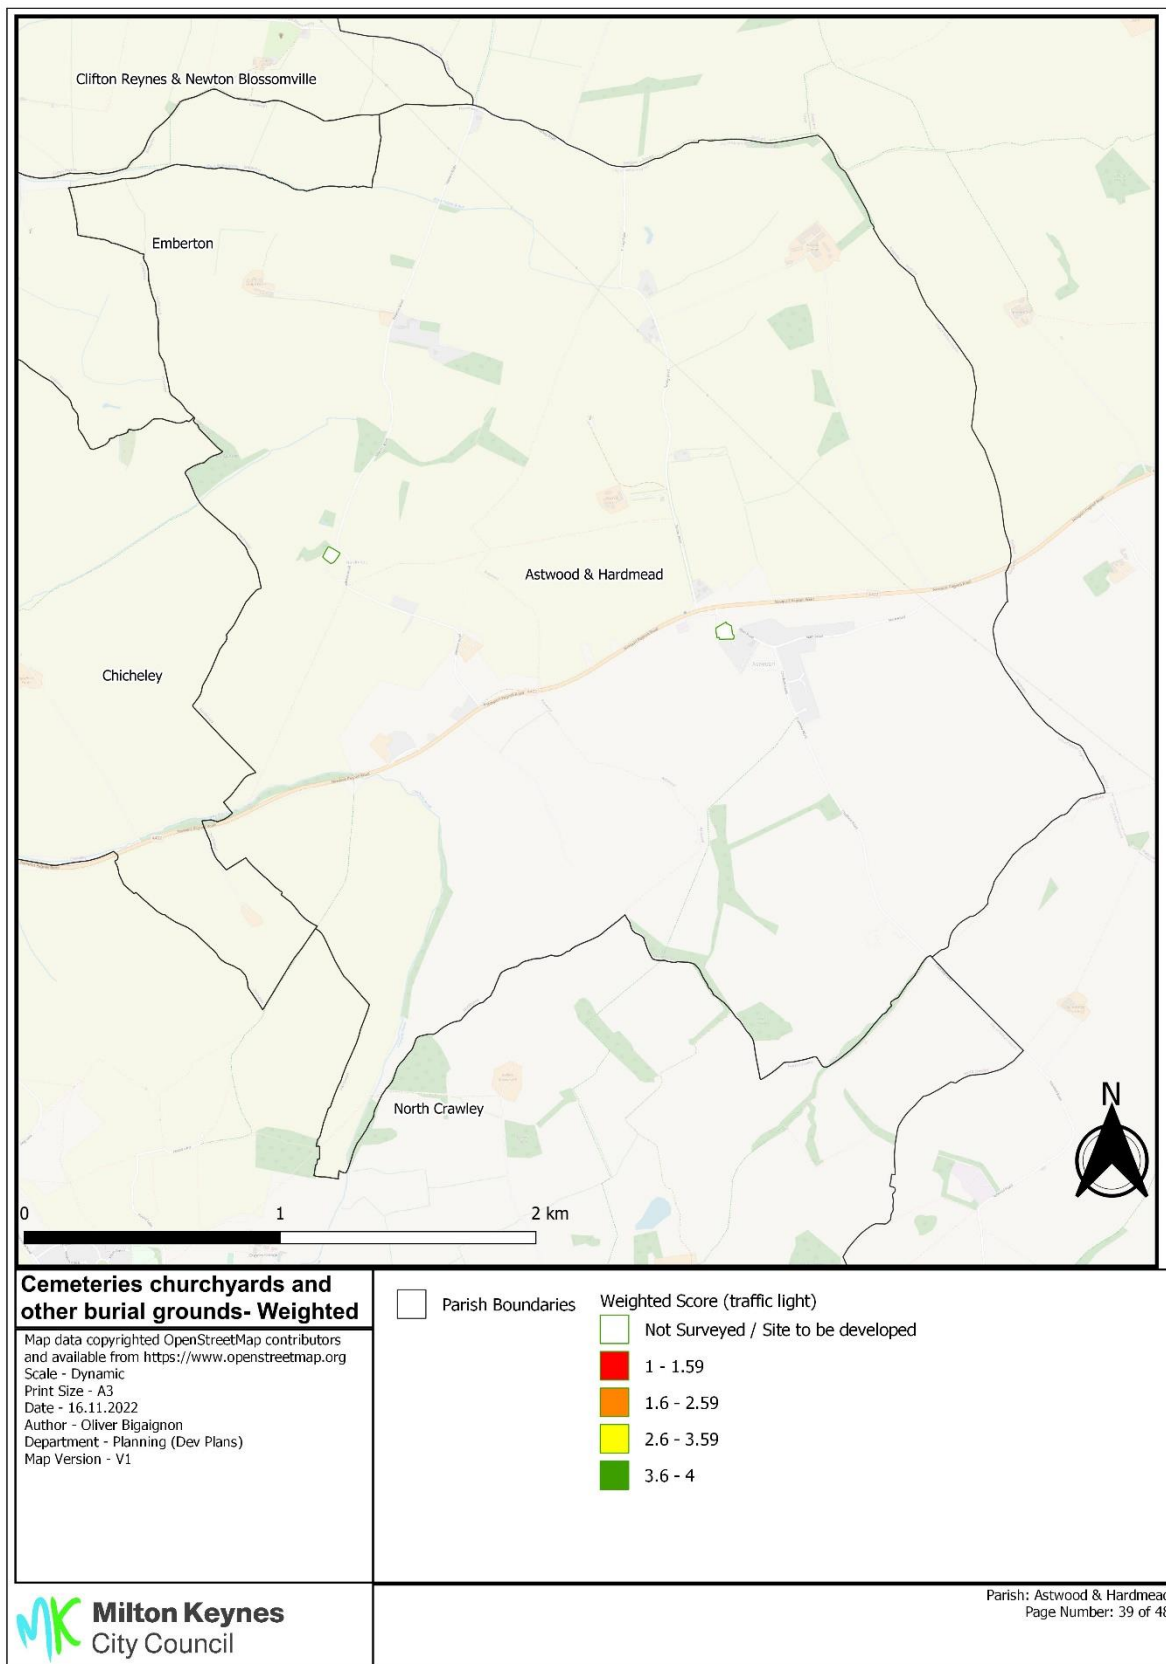 Clifton Reynes & Newton Blossomville
Emberton
Astwood & Hardmead
Chicheley
North Crawley
N
0 1 2 km
Cemeteries churchyards and
other burial grounds- Weighted
Map data copyrighted OpenStreetMap contributors
and available from https://www.openstreetmap.org
Scale - Dynamic
Print Size - A3
Date - 16.11.2022
Author - Oliver Bigaignon
Department - Planning (Dev Plans)
Map Version - V1
Parish Boundaries
Weighted Score (traffic light)
Not Surveyed / Site to be developed
1 - 1.59
1.6 - 2.59
2.6 - 3.59
3.6 - 4
MK Milton Keynes
City Council
Parish: Astwood & Hardmead
Page Number: 39 of 48